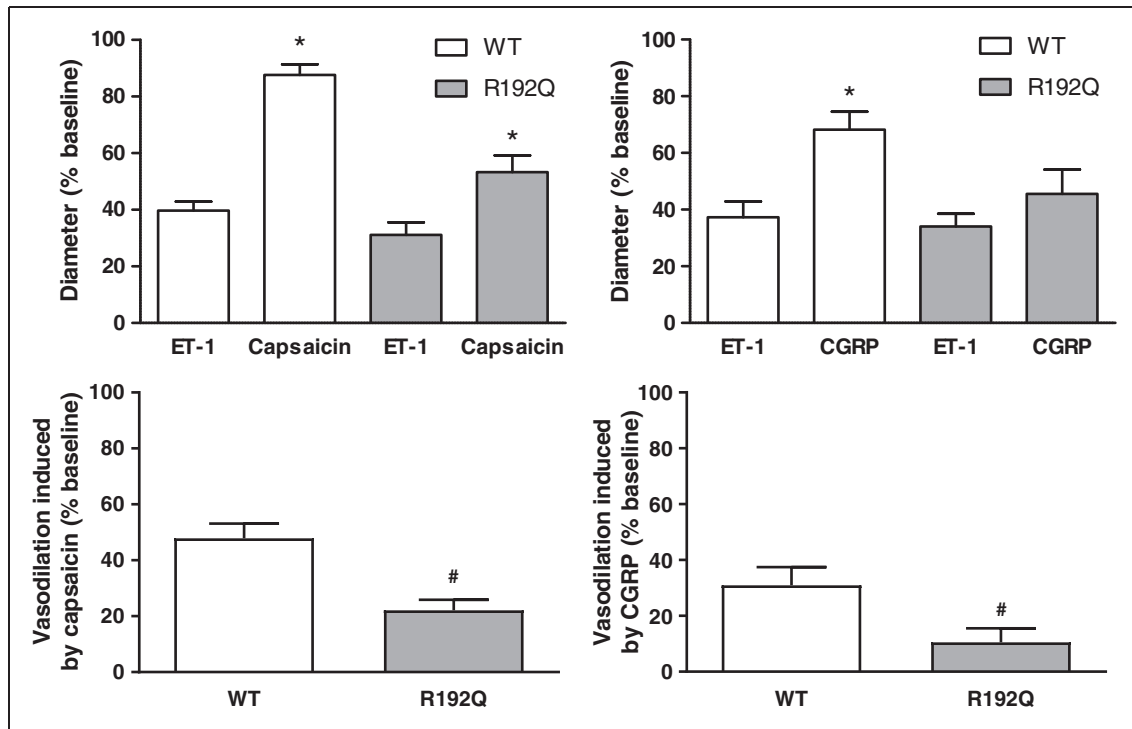 100
80
60
40
20
0
Diameter (% baseline)
*
*
WT
R192Q
ET-1 Capsaicin ET-1 Capsaicin
100
80
60
40
20
0
Diameter (% baseline)
*
WT
R192Q
ET-1 CGRP ET-1 CGRP
100
80
60
40
20
0
Vasodilation induced
by capsaicin (% baseline)
#
WT R192Q
100
80
60
40
20
0
Vasodilation induced
by CGRP (% baseline)
#
WT R192Q